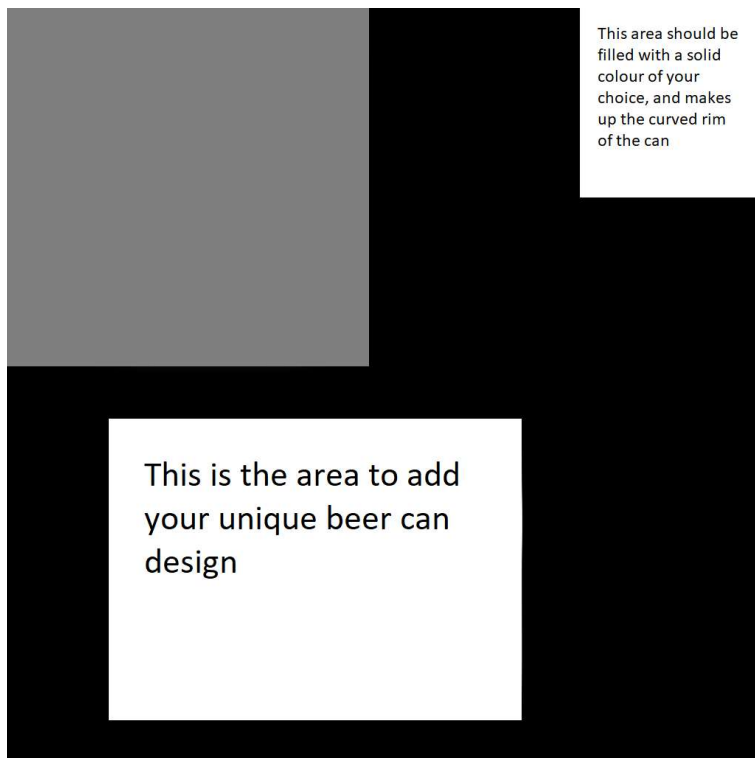 This area should be
filled with a solid
colour of your
choice, and makes
up the curved rim
of the can
This is the area to add
your unique beer can
design